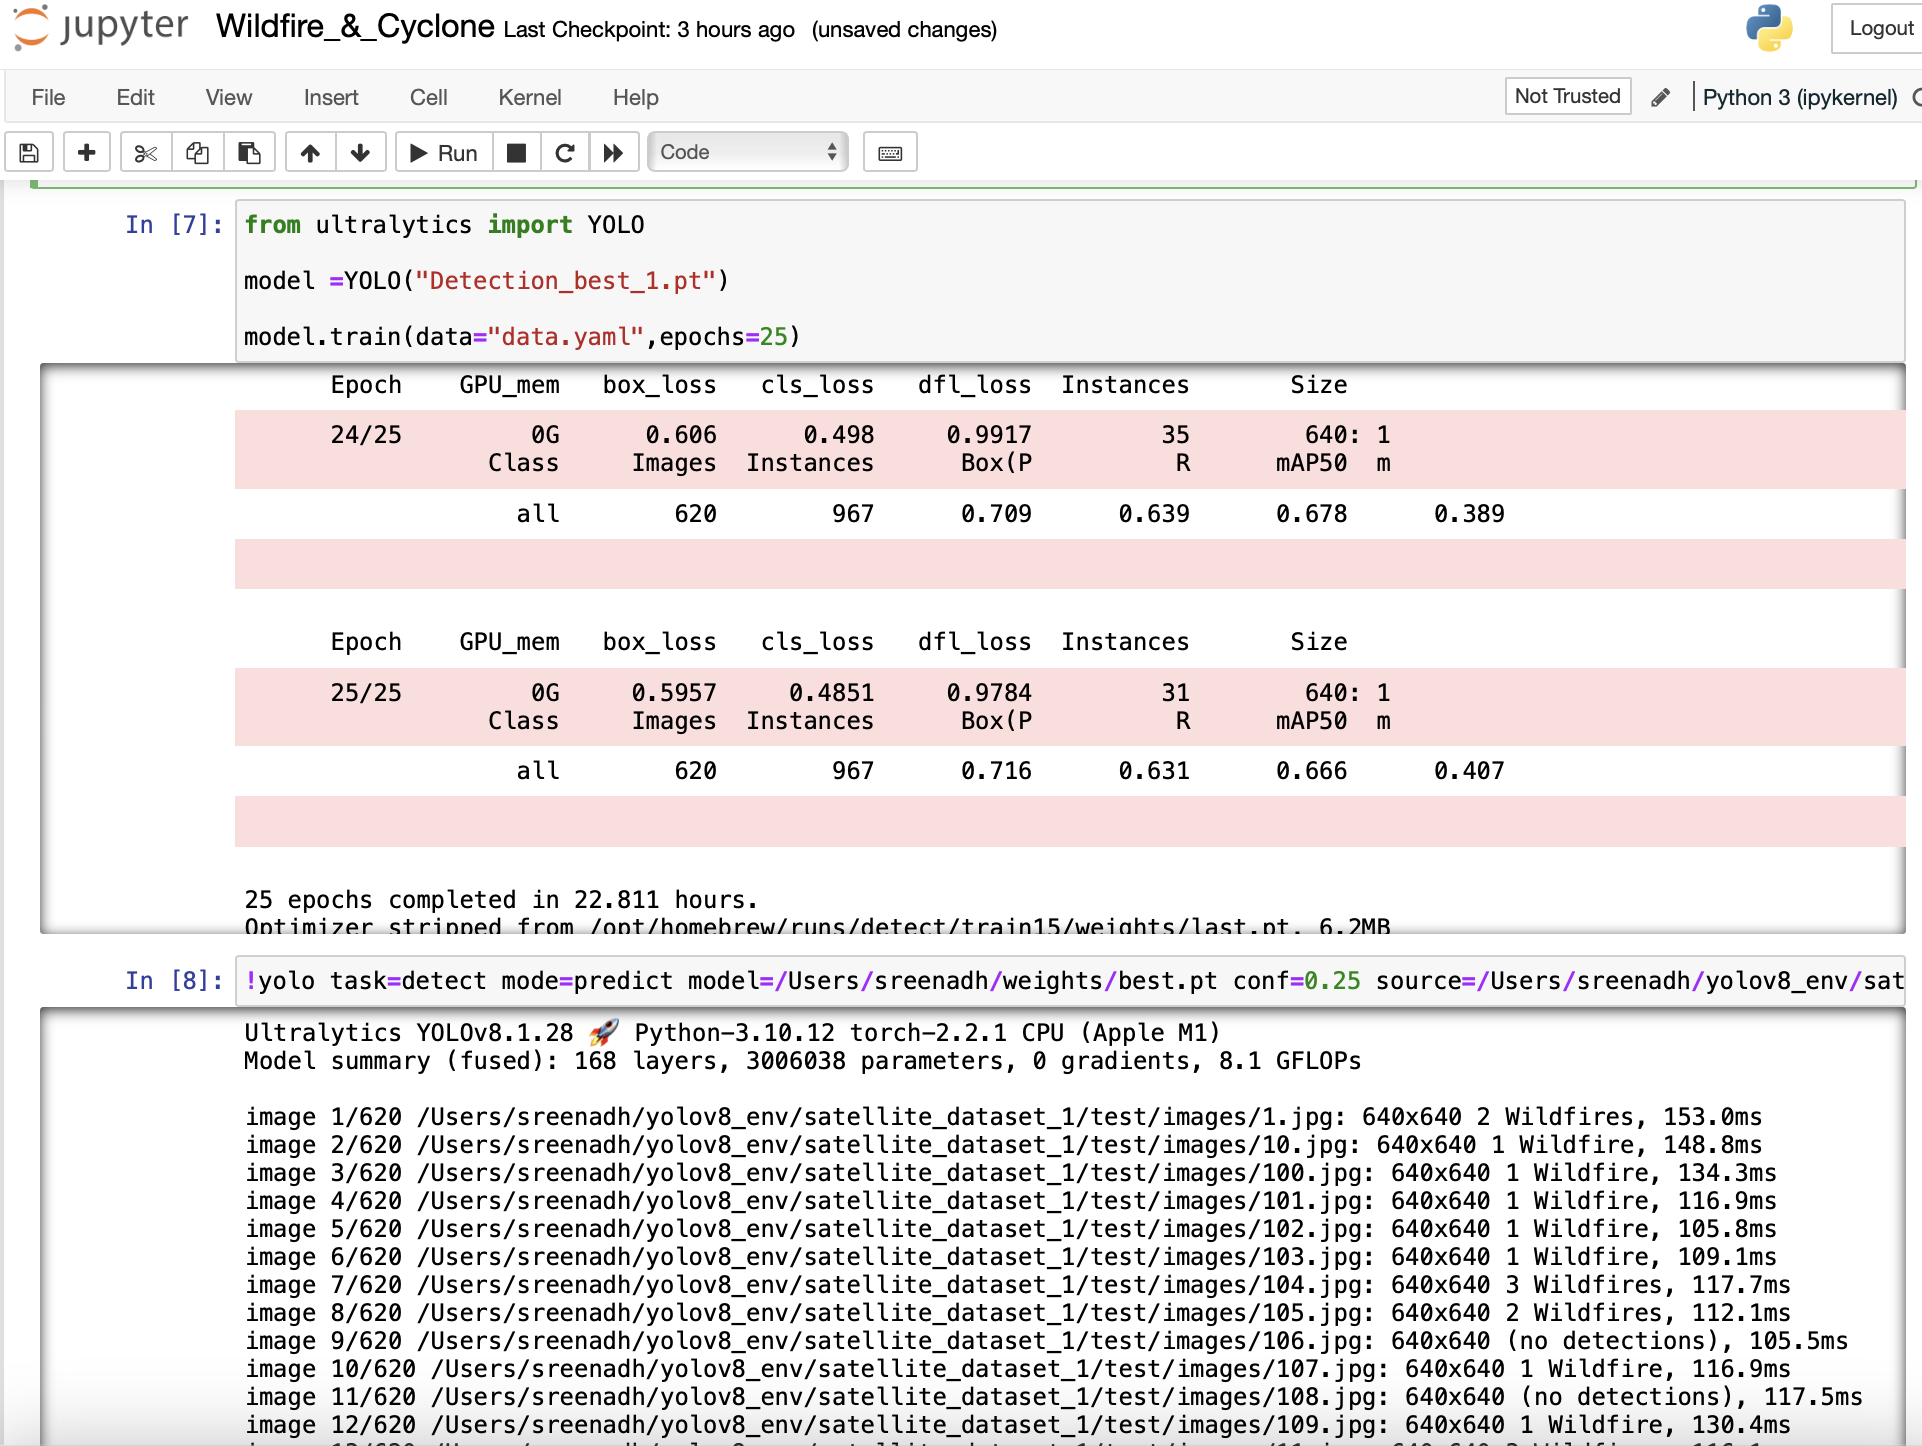 jupyter Wildfire_&_Cyclone Last Checkpoint: 3 hours ago (unsaved changes) Logout
File Edit View Insert Cell Kernel Help Not Trusted Python 3 (ipykernel)
Run Code
In [7]: from ultralytics import YOLO
model =YOLO("Detection_best_1.pt")
model.train(data="data.yaml",epochs=25)
Epoch GPU_mem box_loss cls_loss dfl_loss Instances Size
24/25 0G 0.606 0.498 0.9917 35 640: 1
Class Images Instances Box(P R mAP50 m
all 620 967 0.709 0.639 0.678 0.389
Epoch GPU_mem box_loss cls_loss dfl_loss Instances Size
25/25 0G 0.5957 0.4851 0.9784 31 640: 1
Class Images Instances Box(P R mAP50 m
all 620 967 0.716 0.631 0.666 0.407
25 epochs completed in 22.811 hours.
Optimizer stripped from /opt/homebrew/runs/detect/train15/weights/last.pt, 6.2MB
In [8]: !yolo task=detect mode=predict model=/Users/sreenadh/weights/best.pt conf=0.25 source=/Users/sreenadh/yolov8_env/sat
Ultralytics YOLOv8.1.28 🚀 Python-3.10.12 torch-2.2.1 CPU (Apple M1)
Model summary (fused): 168 layers, 3006038 parameters, 0 gradients, 8.1 GFLOPs
image 1/620 /Users/sreenadh/yolov8_env/satellite_dataset_1/test/images/1.jpg: 640x640 2 Wildfires, 153.0ms
image 2/620 /Users/sreenadh/yolov8_env/satellite_dataset_1/test/images/10.jpg: 640x640 1 Wildfire, 148.8ms
image 3/620 /Users/sreenadh/yolov8_env/satellite_dataset_1/test/images/100.jpg: 640x640 1 Wildfire, 134.3ms
image 4/620 /Users/sreenadh/yolov8_env/satellite_dataset_1/test/images/101.jpg: 640x640 1 Wildfire, 116.9ms
image 5/620 /Users/sreenadh/yolov8_env/satellite_dataset_1/test/images/102.jpg: 640x640 1 Wildfire, 105.8ms
image 6/620 /Users/sreenadh/yolov8_env/satellite_dataset_1/test/images/103.jpg: 640x640 1 Wildfire, 109.1ms
image 7/620 /Users/sreenadh/yolov8_env/satellite_dataset_1/test/images/104.jpg: 640x640 3 Wildfires, 117.7ms
image 8/620 /Users/sreenadh/yolov8_env/satellite_dataset_1/test/images/105.jpg: 640x640 2 Wildfires, 112.1ms
image 9/620 /Users/sreenadh/yolov8_env/satellite_dataset_1/test/images/106.jpg: 640x640 (no detections), 105.5ms
image 10/620 /Users/sreenadh/yolov8_env/satellite_dataset_1/test/images/107.jpg: 640x640 1 Wildfire, 116.9ms
image 11/620 /Users/sreenadh/yolov8_env/satellite_dataset_1/test/images/108.jpg: 640x640 (no detections), 117.5ms
image 12/620 /Users/sreenadh/yolov8_env/satellite_dataset_1/test/images/109.jpg: 640x640 1 Wildfire, 130.4ms